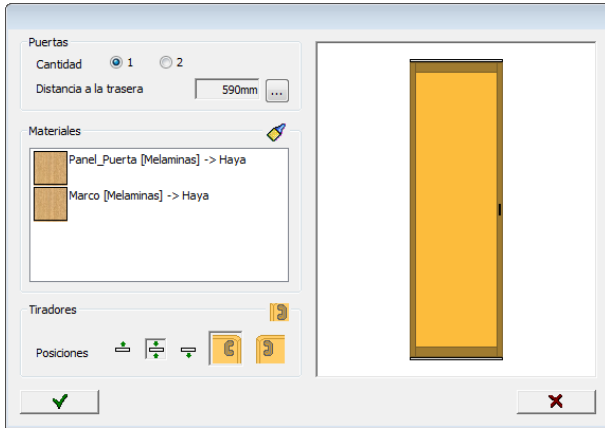 Puertas
Cantidad 1 2
Distancia a la trasera 590mm ...
Materiales
Panel_Puerta [Melaminas] -> Haya
Marco [Melaminas] -> Haya
Tiradores
Posiciones